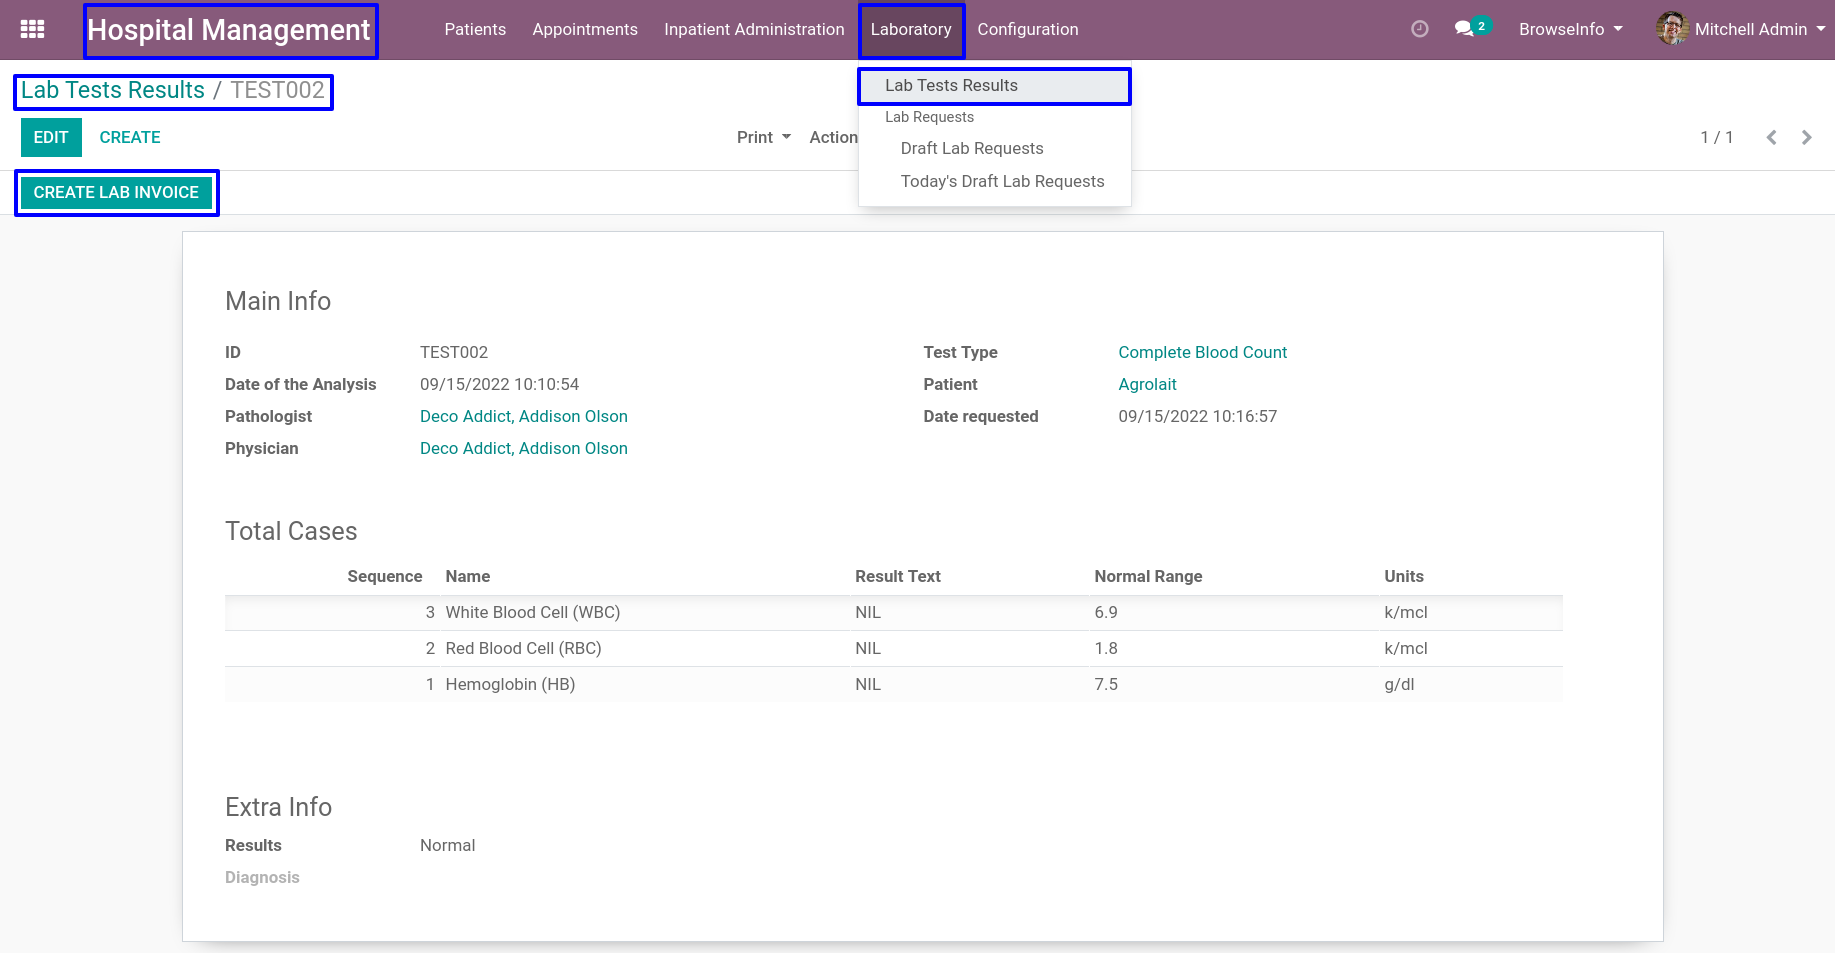 Hospital Management Patients Appointments Inpatient Administration Laboratory Configuration 2 BrowseInfo Mitchell Admin
Lab Tests Results / TEST002
Lab Tests Results
Lab Requests
Draft Lab Requests
Today's Draft Lab Requests
EDIT CREATE Print Action 1 / 1
CREATE LAB INVOICE
Main Info
ID TEST002 Test Type Complete Blood Count
Date of the Analysis 09/15/2022 10:10:54 Patient Agrolait
Pathologist Deco Addict, Addison Olson Date requested 09/15/2022 10:16:57
Physician Deco Addict, Addison Olson
Total Cases
Sequence Name Result Text Normal Range Units
3 White Blood Cell (WBC) NIL 6.9 k/mcl
2 Red Blood Cell (RBC) NIL 1.8 k/mcl
1 Hemoglobin (HB) NIL 7.5 g/dl
Extra Info
Results Normal
Diagnosis